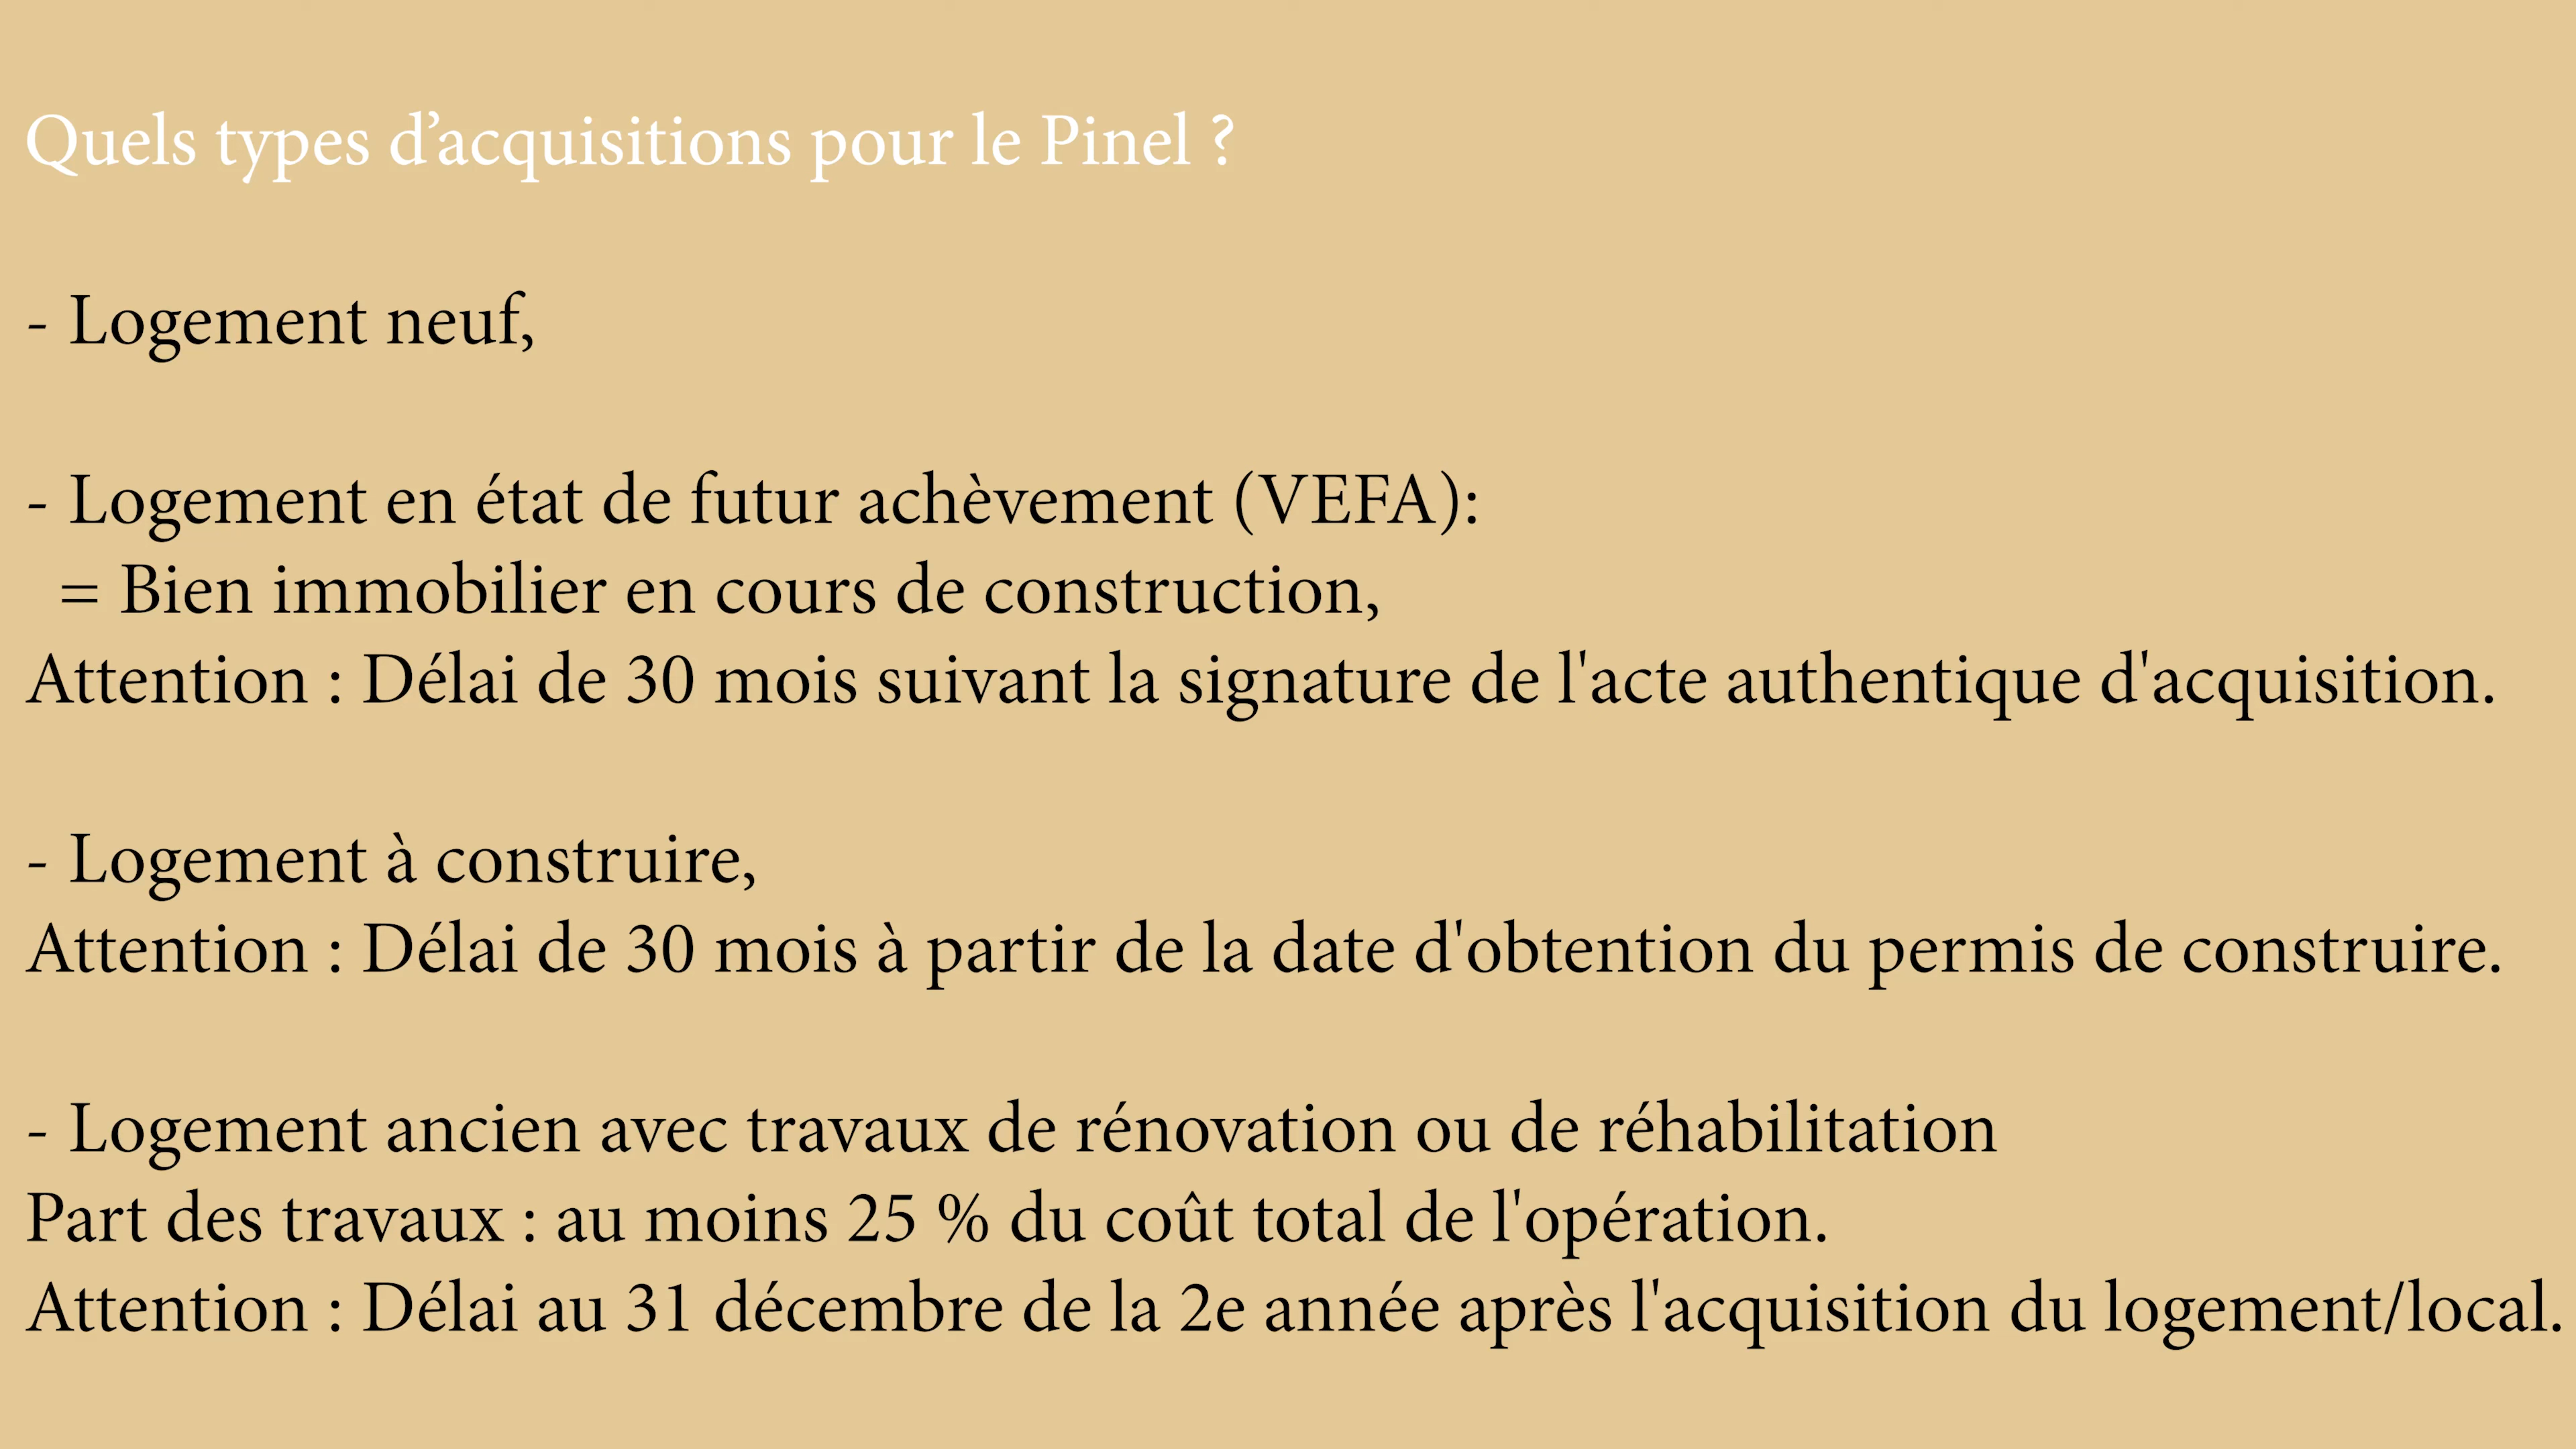 Quels types d’acquisitions pour le Pinel ?
- Logement neuf,
- Logement en état de futur achèvement (VEFA):
= Bien immobilier en cours de construction,
Attention : Délai de 30 mois suivant la signature de l'acte authentique d'acquisition.
- Logement à construire,
Attention : Délai de 30 mois à partir de la date d'obtention du permis de construire.
- Logement ancien avec travaux de rénovation ou de réhabilitation
Part des travaux : au moins 25 % du coût total de l'opération.
Attention : Délai au 31 décembre de la 2e année après l'acquisition du logement/local.